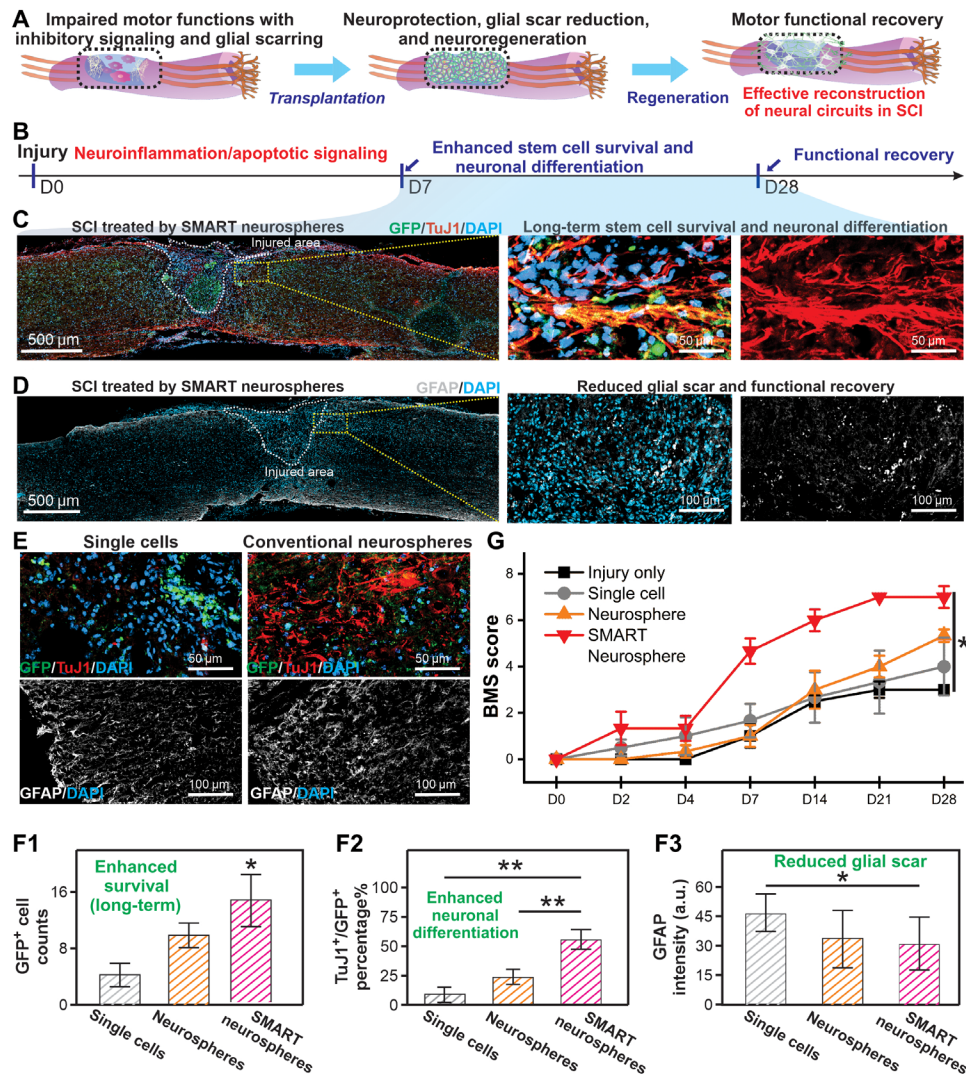 A
Impaired motor functions with
inhibitory signaling and glial scarring
Neuroprotection, glial scar reduction,
and neuroregeneration
Motor functional recovery
Transplantation
Regeneration
Effective reconstruction
of neural circuits in SCI
B
Injury
Neuroinflammation/apoptotic signaling
Enhanced stem cell survival and
neuronal differentiation
Functional recovery
D0
D7
D28
C
SCI treated by SMART neurospheres
GFP/TuJ1/DAPI
Injured area
500 µm
Long-term stem cell survival and neuronal differentiation
50 µm
50 µm
D
SCI treated by SMART neurospheres
GFAP/DAPI
Injured area
500 µm
Reduced glial scar and functional recovery
100 µm
100 µm
E
Single cells
Conventional neurospheres
GFP/TuJ1/DAPI
50 µm
GFP/TuJ1/DAPI
50 µm
GFAP/DAPI
100 µm
GFAP/DAPI
100 µm
G
8
6
4
2
0
BMS score
Injury only
Single cell
Neurosphere
SMART
Neurosphere
*
D0 D2 D4 D7 D14 D21 D28
F1
Enhanced
survival
(long-term)
*
GFP+ cell
counts
16
8
0
Single cells
Neurospheres
SMART
neurospheres
F2
**
**
Enhanced
neuronal
differentiation
TuJ1+/GFP+
percentage%
100
75
50
25
0
Single cells
Neurospheres
SMART
neurospheres
F3
Reduced glial scar
*
GFAP
intensity (a.u.)
60
45
30
15
0
Single cells
Neurospheres
SMART
neurospheres